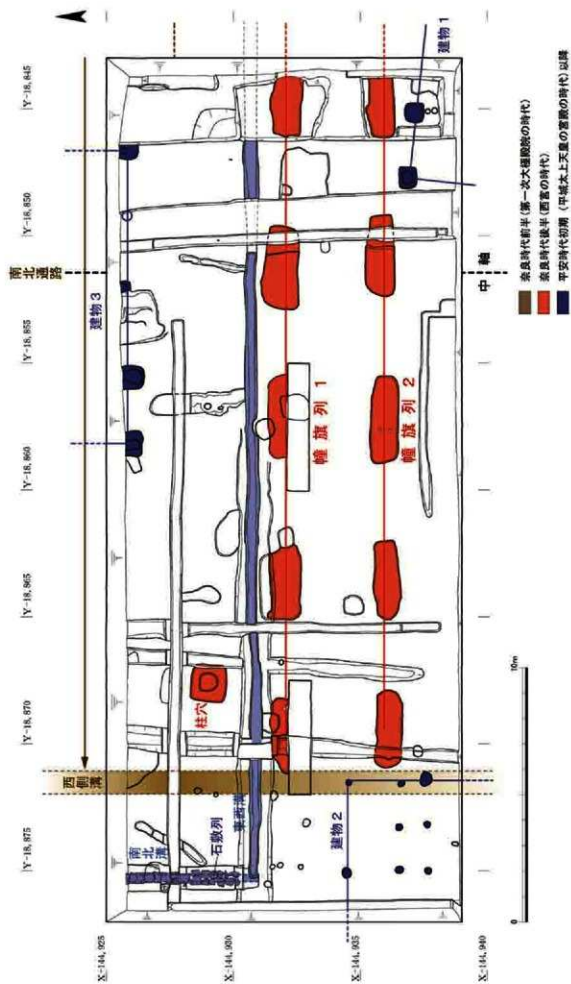 Y-18,845
Y-18,850
Y-18,855
Y-18,860
Y-18,865
Y-18,870
Y-18,875
X-144,925
X-144,930
X-144,935
X-144,940
南北通路
中軸
建物1
建物3
幢旗列1
幢旗列2
柱穴
西側溝
南北溝
石敷列
東西溝
建物2
0
10m
奈良時代前半(第一次大極殿院の時代)
奈良時代後半(西宮の時代)
平安時代初期(平城太上天皇の宮殿の時代)以降